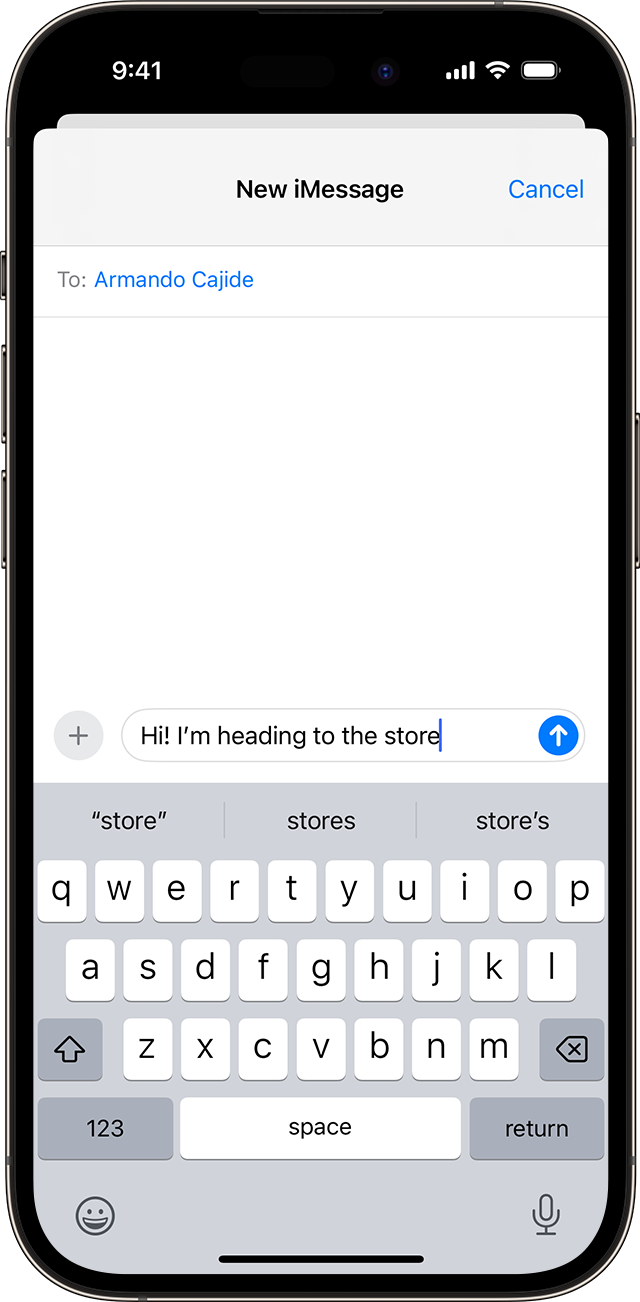 9:41
New iMessage Cancel
To: Armando Cajide
Hi! I’m heading to the store
“store” stores store’s
q w e r t y u i o p
a s d f g h j k l
z x c v b n m
123 space return